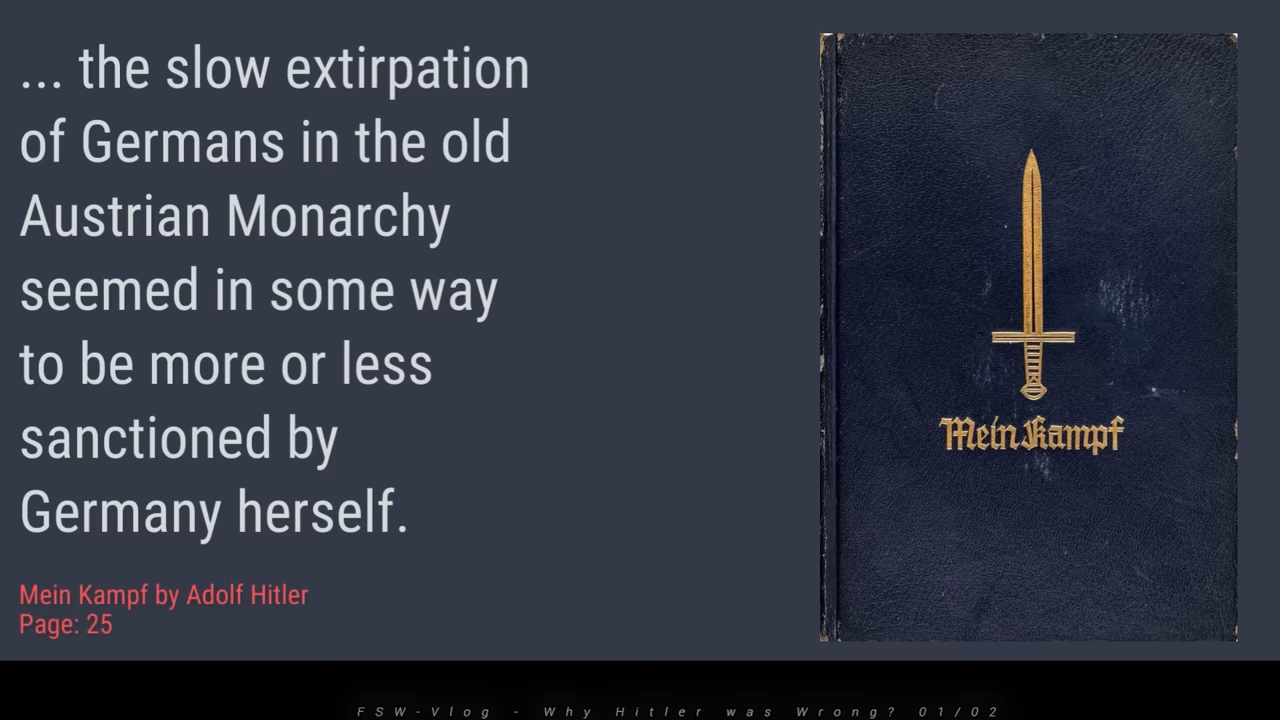 ... the slow extirpation
of Germans in the old
Austrian Monarchy
seemed in some way
to be more or less
sanctioned by
Germany herself.
Mein Kampf by Adolf Hitler
Page: 25
Mein Kampf
FSW-Vlog - Why Hitler was Wrong? 01/02